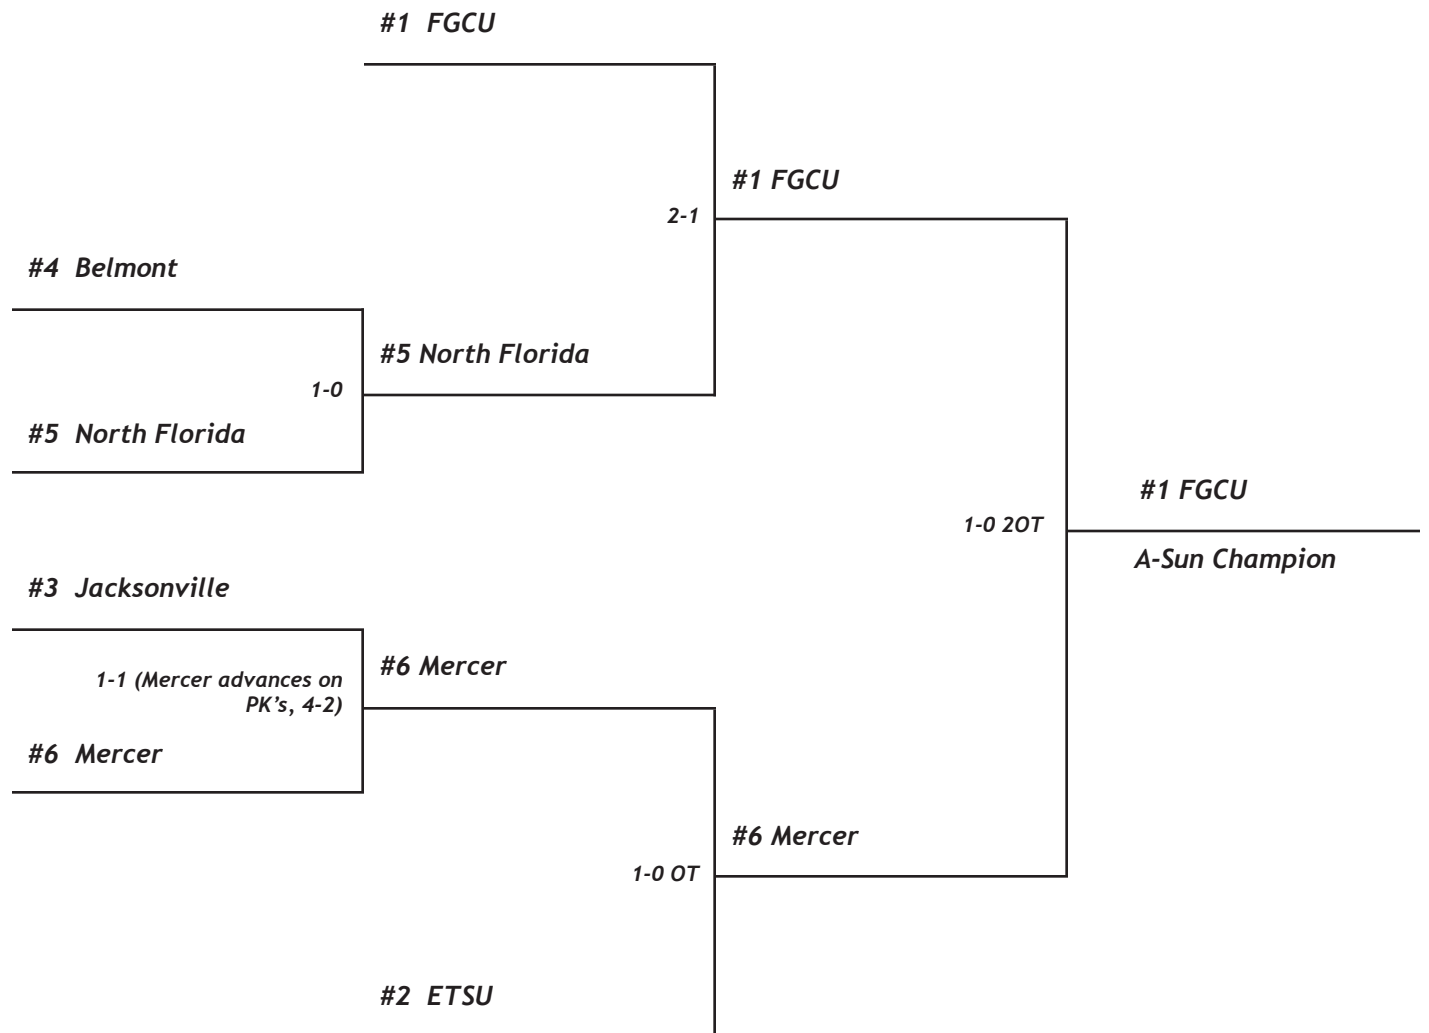 #1 FGCU
#1 FGCU
2-1
#4 Belmont
#5 North Florida
1-0
#5 North Florida
#1 FGCU
1-0 2OT
A-Sun Champion
#3 Jacksonville
#6 Mercer
1-1 (Mercer advances on
PK's, 4-2)
#6 Mercer
#6 Mercer
1-0 OT
#2 ETSU